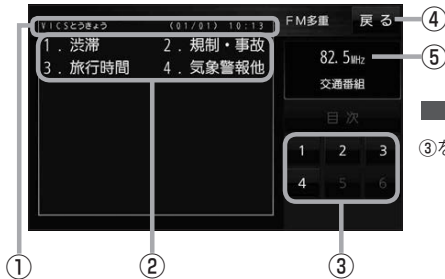 VICSとうきょう (01/01) 10:13 FM多重 戻る ④
1．渋滞 2．規制・事故
3．旅行時間 4．気象警報他
82.5MHz ⑤
交通番組
目次
③を
1 2 3
4 5 6
① ② ③